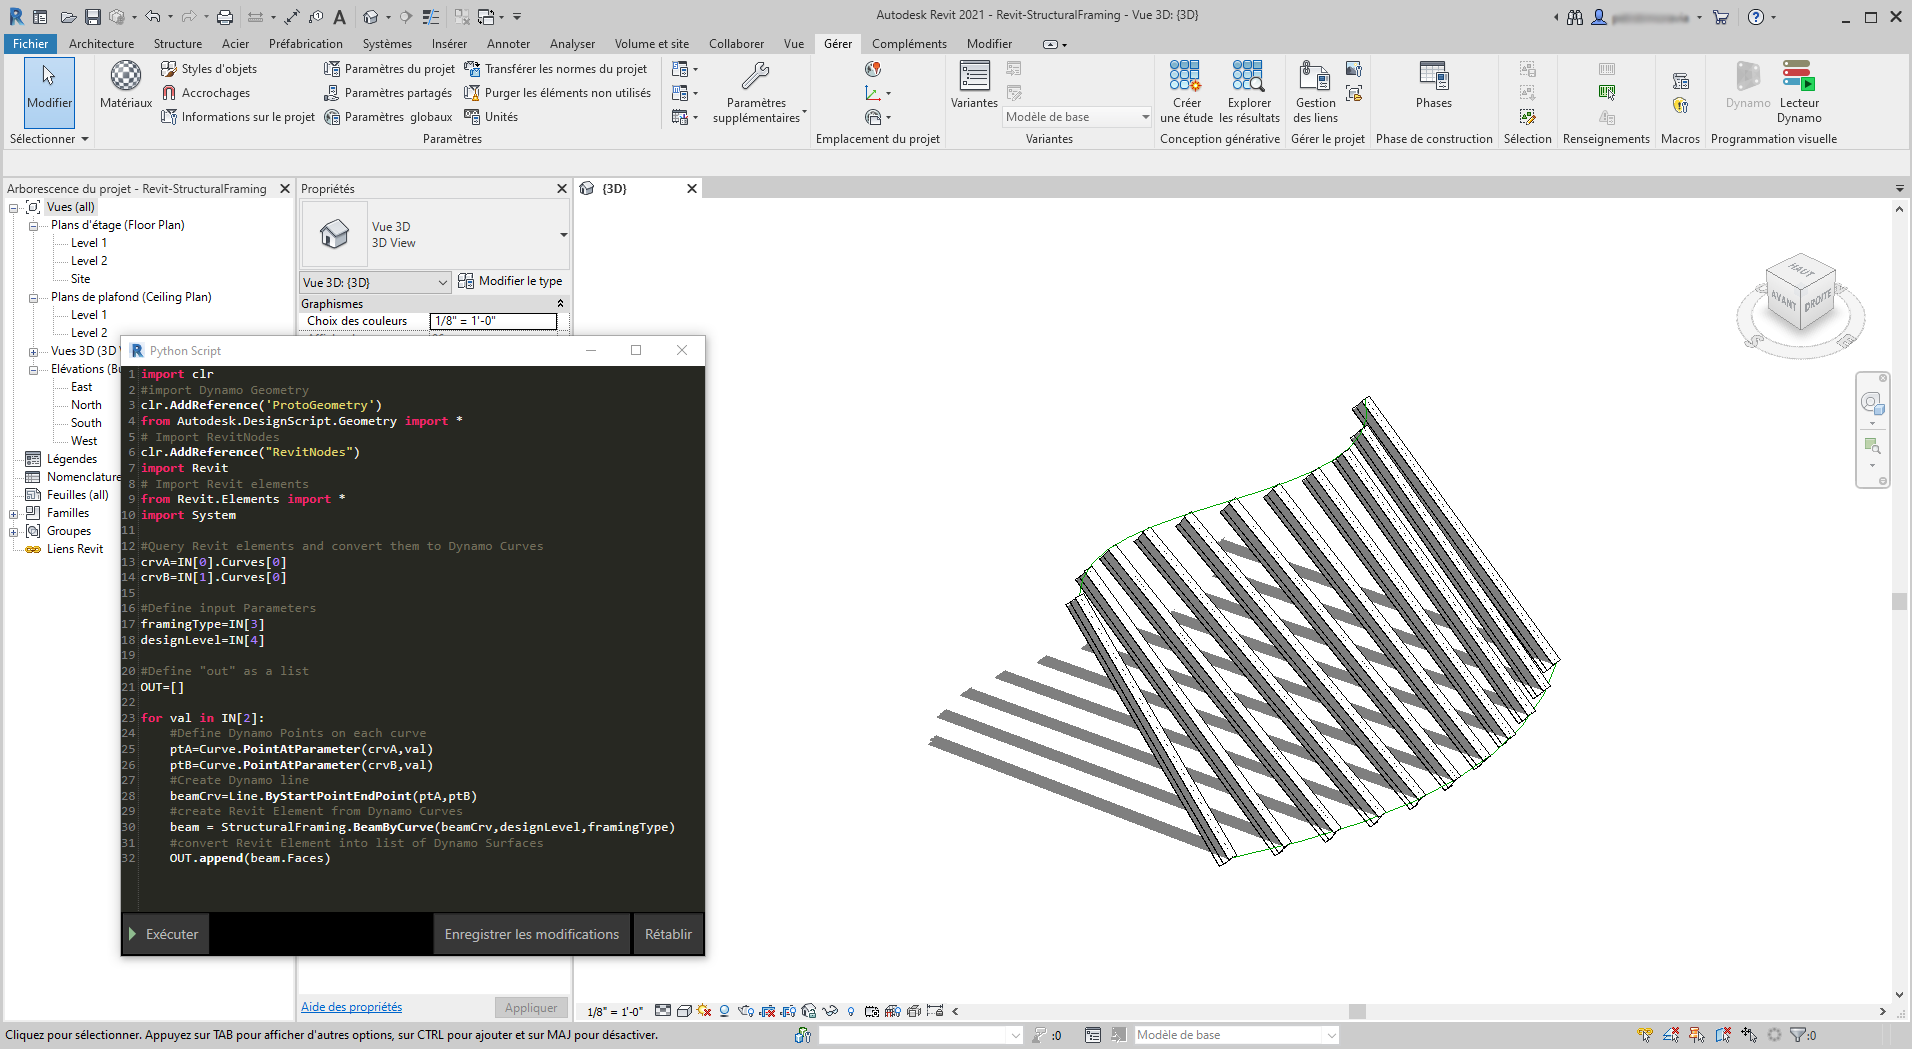 Autodesk Revit 2021 - Revit-StructuralFraming - Vue 3D: {3D}
Fichier Architecture Structure Acier Préfabrication Systèmes Insérer Annoter Analyser Volume et site Collaborer Vue Gérer Compléments Modifier
Modifier
Sélectionner
Matériaux
Styles d'objets
Accrochages
Informations sur le projet
Paramètres du projet
Paramètres partagés
Paramètres globaux
Transférer les normes du projet
Purger les éléments non utilisés
Unités
Paramètres
Paramètres
supplémentaires
Emplacement du projet
Variantes
Modèle de base
Variantes
Créer
une étude
Explorer
les résultats
Conception générative
Gestion
des liens
Gérer le projet
Phases
Phase de construction
Sélection
Renseignements
Macros
Dynamo
Lecteur
Dynamo
Programmation visuelle
Arborescence du projet - Revit-StructuralFraming
Vues (all)
Plans d'étage (Floor Plan)
Level 1
Level 2
Site
Plans de plafond (Ceiling Plan)
Level 1
Level 2
Vues 3D (3D
Elévations (B
East
North
South
West
Légendes
Nomenclature
Feuilles (all)
Familles
Groupes
Liens Revit
Propriétés
Vue 3D
3D View
Vue 3D: {3D}
Modifier le type
Graphismes
Choix des couleurs 1/8" = 1'-0"
{3D}
HAUT
AVANT
DROITE
Python Script
1 import clr
2 #import Dynamo Geometry
3 clr.AddReference('ProtoGeometry')
4 from Autodesk.DesignScript.Geometry import *
5 # Import RevitNodes
6 clr.AddReference("RevitNodes")
7 import Revit
8 # Import Revit elements
9 from Revit.Elements import *
10 import System
11
12 #Query Revit elements and convert them to Dynamo Curves
13 crvA=IN[0].Curves[0]
14 crvB=IN[1].Curves[0]
15
16 #Define input Parameters
17 framingType=IN[3]
18 designLevel=IN[4]
19
20 #Define "out" as a list
21 OUT=[]
22
23 for val in IN[2]:
24 #Define Dynamo Points on each curve
25 ptA=Curve.PointAtParameter(crvA,val)
26 ptB=Curve.PointAtParameter(crvB,val)
27 #Create Dynamo line
28 beamCrv=Line.ByStartPointEndPoint(ptA,ptB)
29 #create Revit Element from Dynamo Curves
30 beam = StructuralFraming.BeamByCurve(beamCrv,designLevel,framingType)
31 #convert Revit Element into list of Dynamo Surfaces
32 OUT.append(beam.Faces)
Exécuter
Enregistrer les modifications
Rétablir
Aide des propriétés
Appliquer
1/8" = 1'-0"
Cliquez pour sélectionner. Appuyez sur TAB pour afficher d'autres options, sur CTRL pour ajouter et sur MAJ pour désactiver.
:0
Modèle de base
:0